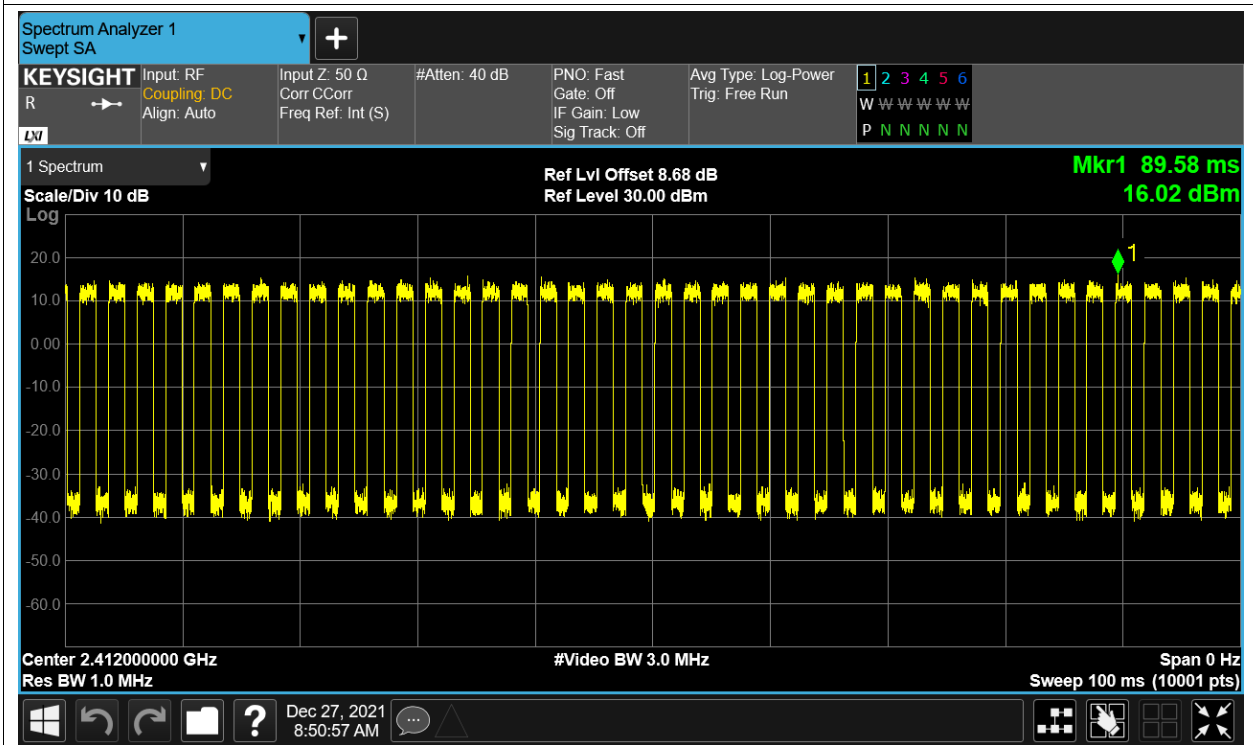 Spectrum Analyzer 1
Swept SA
KEYSIGHT
R
LXI
Input: RF
Coupling: DC
Align: Auto
Input Z: 50 Ω
Corr CCorr
Freq Ref: Int (S)
#Atten: 40 dB
PNO: Fast
Gate: Off
IF Gain: Low
Sig Track: Off
Avg Type: Log-Power
Trig: Free Run
1 2 3 4 5 6
W W W W W W
P N N N N N
1 Spectrum
Scale/Div 10 dB
Ref Lvl Offset 8.68 dB
Ref Level 30.00 dBm
Mkr1 89.58 ms
16.02 dBm
Log
1
20.0
10.0
0.00
-10.0
-20.0
-30.0
-40.0
-50.0
-60.0
Center 2.412000000 GHz
#Video BW 3.0 MHz
Span 0 Hz
Res BW 1.0 MHz
Sweep 100 ms (10001 pts)
?
Dec 27, 2021
8:50:57 AM